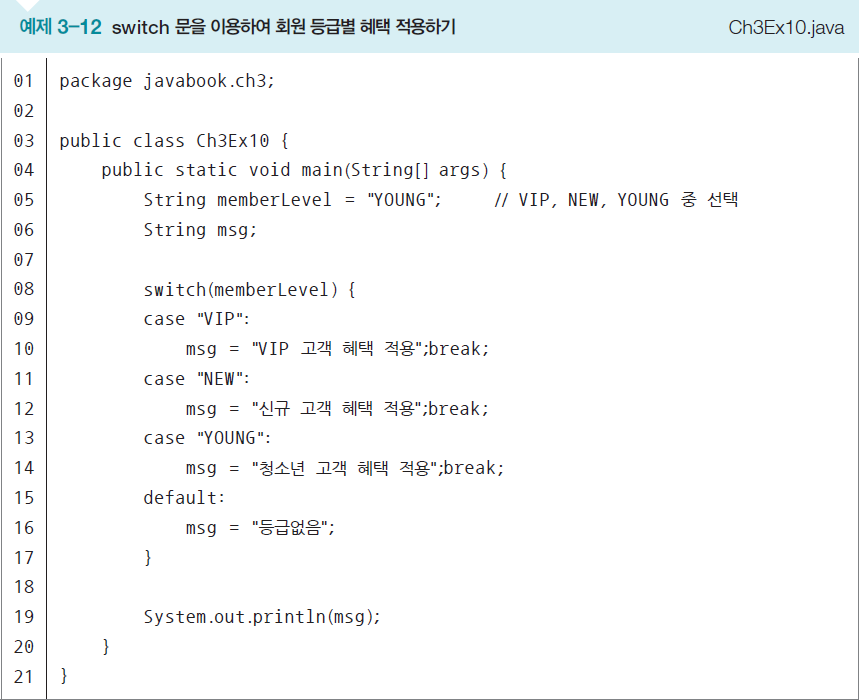 예제 3-12 switch 문을 이용하여 회원 등급별 혜택 적용하기 Ch3Ex10.java
01 package javabook.ch3;
02
03 public class Ch3Ex10 {
04     public static void main(String[] args) {
05         String memberLevel = "YOUNG";     // VIP, NEW, YOUNG 중 선택
06         String msg;
07
08         switch(memberLevel) {
09         case "VIP":
10             msg = "VIP 고객 혜택 적용";break;
11         case "NEW":
12             msg = "신규 고객 혜택 적용";break;
13         case "YOUNG":
14             msg = "청소년 고객 혜택 적용";break;
15         default:
16             msg = "등급없음";
17         }
18
19         System.out.println(msg);
20     }
21 }